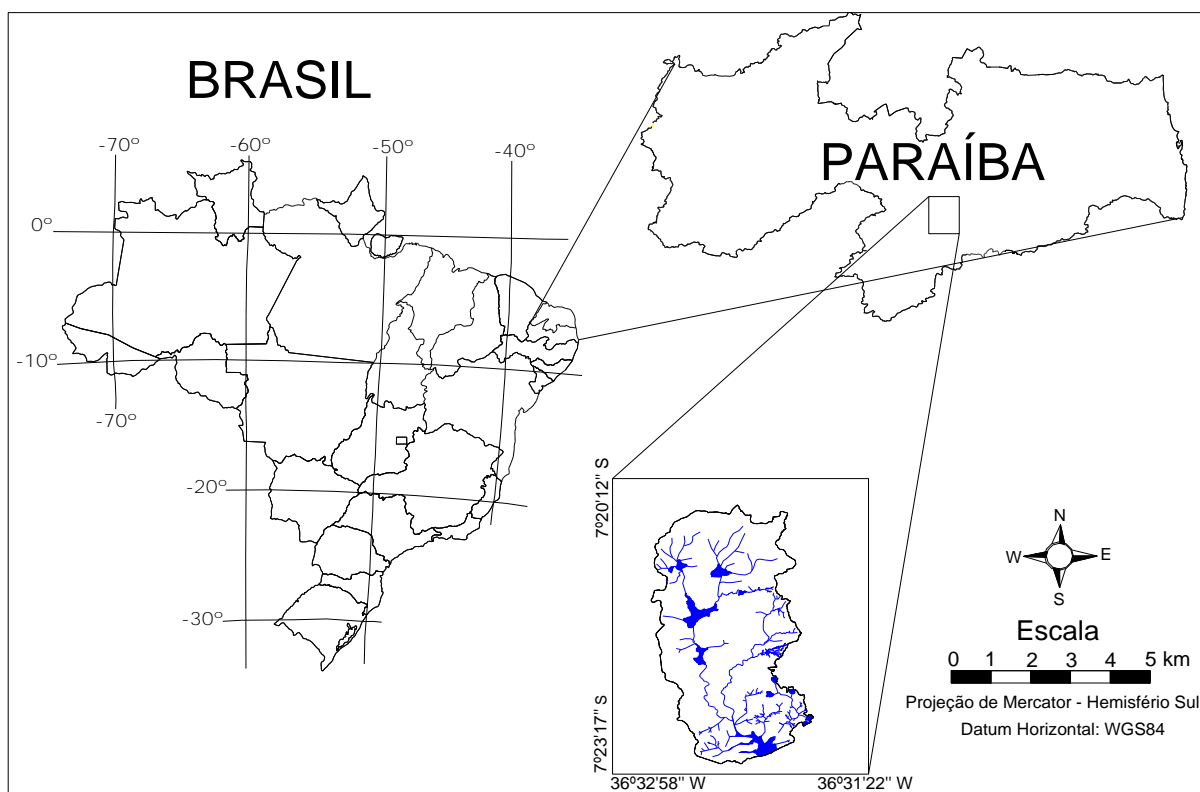 BRASIL
PARAÍBA
-70º
-60º
-50º
-40º
0º
-10º
-70º
-20º
-30º
7º20'12" S
7º23'17" S
36º32'58" W
36º31'22" W
N
W
E
S
Escala
0 1 2 3 4 5 km
Projeção de Mercator - Hemisfério Sul
Datum Horizontal: WGS84